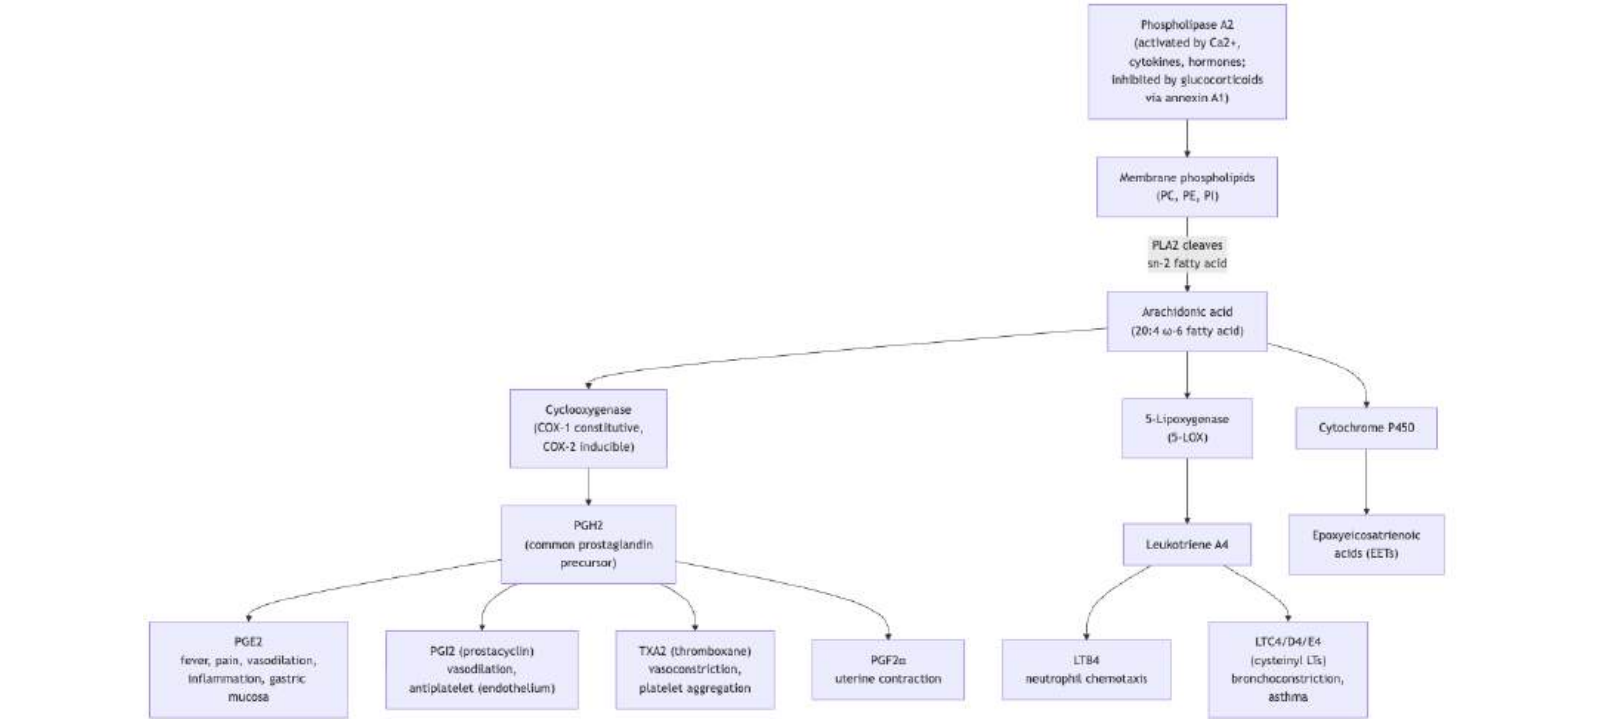 Phospholipase A2
(activated by Ca2+,
cytokines, hormones;
inhibited by glucocorticoids
via annexin A1)
Membrane phospholipids
(PC, PE, PI)
PLA2 cleaves
sn-2 fatty acid
Arachidonic acid
(20:4 ω-6 fatty acid)
Cyclooxygenase
(COX-1 constitutive,
COX-2 inducible)
5-Lipoxygenase
(5-LOX)
Cytochrome P450
PGH2
(common prostaglandin
precursor)
Leukotriene A4
Epoxyeicosatrienoic
acids (EETs)
PGE2
fever, pain, vasodilation,
inflammation, gastric
mucosa
PGI2 (prostacyclin)
vasodilation,
antiplatelet (endothelium)
TXA2 (thromboxane)
vasoconstriction,
platelet aggregation
PGF2α
uterine contraction
LTB4
neutrophil chemotaxis
LTC4/D4/E4
(cysteinyl LTs)
bronchoconstriction,
asthma